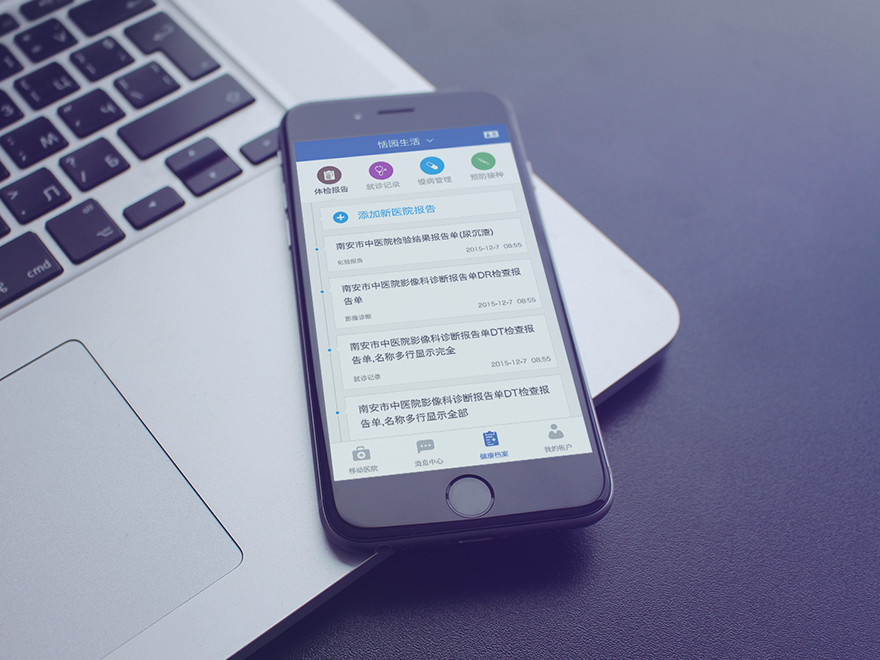 恬园生活
体检报告 就诊记录 慢病管理 预防接种
添加新医院报告
南安市中医院检验结果报告单(尿沉渣)
化验报告 2015-12-7 08:55
南安市中医院影像科诊断报告单DR检查报
告单
影像诊断 2015-12-7 08:55
南安市中医院影像科诊断报告单DT检查报
告单,名称多行显示完全
就诊记录 2015-12-7 08:55
南安市中医院影像科诊断报告单DT检查报
告单,名称多行显示全部
移动医院 消息中心 健康档案 我的帐户
cmd